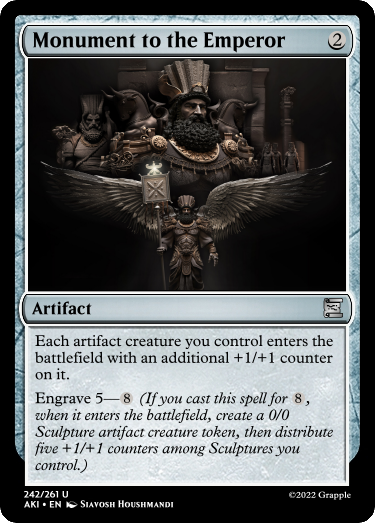 Monument to the Emperor 2
Artifact
Each artifact creature you control enters the
battlefield with an additional +1/+1 counter
on it.
Engrave 5—8 (If you cast this spell for 8,
when it enters the battlefield, create a 0/0
Sculpture artifact creature token, then distribute
five +1/+1 counters among Sculptures you
control.)
242/261 U
AKI • EN Siavosh Houshmandi
©2022 Grapple